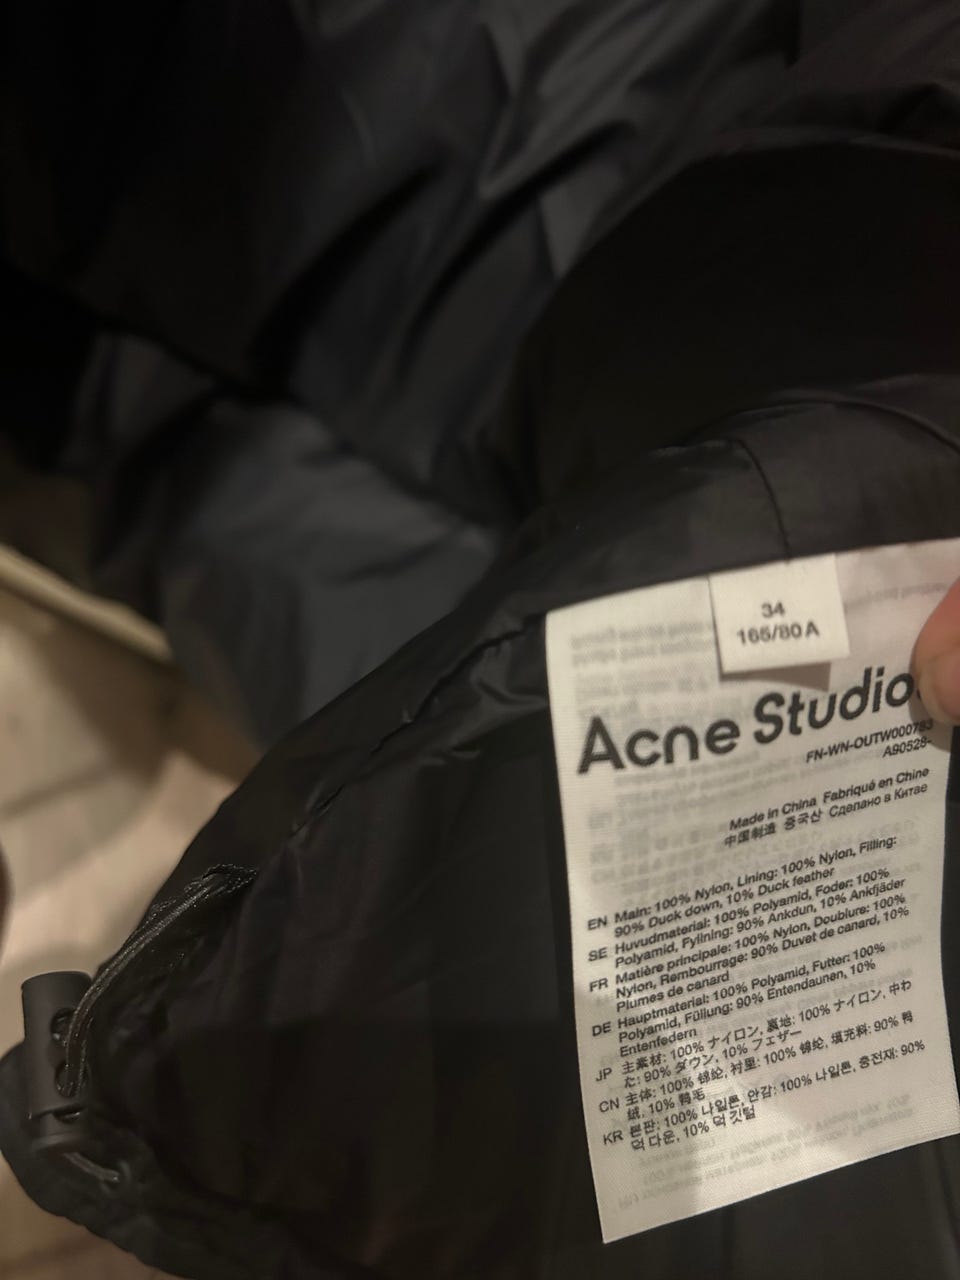 34
165/80A
Acne Studio
FN-WN-OUTW000783
A90528-
Made in China Fabriqué en Chine
中国制造 중국산 Сделано в Китае
EN Main: 100% Nylon, Lining: 100% Nylon, Filling:
90% Duck down, 10% Duck feather
SE Huvudmaterial: 100% Polyamid, Foder: 100%
Polyamid, Fyllning: 90% Ankdun, 10% Ankfjäder
FR Matière principale: 100% Nylon, Doublure: 100%
Nylon, Rembourrage: 90% Duvet de canard, 10%
Plumes de canard
DE Hauptmaterial: 100% Polyamid, Futter: 100%
Polyamid, Füllung: 90% Entendaunen, 10%
Entenfedern
JP 主素材: 100% ナイロン, 裏地: 100% ナイロン, 中わ
た: 90% ダウン, 10% フェザー
CN 主体: 100% 锦纶, 衬里: 100% 锦纶, 填充料: 90% 鸭
绒, 10% 鸭毛
KR 본판: 100% 나일론, 안감: 100% 나일론, 충전재: 90%
덕 다운, 10% 덕 깃털